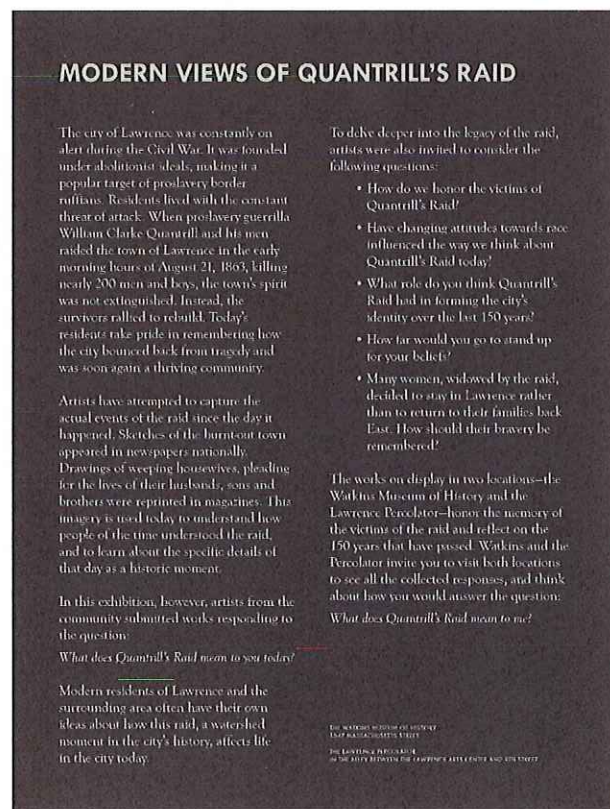 MODERN VIEWS OF QUANTRILL'S RAID
The city of Lawrence was constantly on
alert during the Civil War. It was founded
under abolitionist ideals, making it a
popular target of proslavery border
ruffians. Residents lived with the constant
threat of attack. When proslavery guerrilla
William Clarke Quantrill and his men
raided the town of Lawrence in the early
morning hours of August 21, 1863, killing
nearly 200 men and boys, the town's spirit
was not extinguished. Instead, the
survivors rallied to rebuild. Today's
residents take pride in remembering how
the city bounced back from tragedy and
was soon again a thriving community.
Artists have attempted to capture the
actual events of the raid since the day it
happened. Sketches of the burnt-out town
appeared in newspapers nationally.
Drawings of weeping housewives, pleading
for the lives of their husbands, sons and
brothers were reprinted in magazines. This
imagery is used today to understand how
people of the time understood the raid,
and to learn about the specific details of
that day as a historic moment.
In this exhibition, however, artists from the
community submitted works responding to
the question:
What does Quantrill's Raid mean to you today?
Modern residents of Lawrence and the
surrounding area often have their own
ideas about how this raid, a watershed
moment in the city's history, affects life
in the city today.
To delve deeper into the legacy of the raid,
artists were also invited to consider the
following questions:
• How do we honor the victims of
Quantrill's Raid?
• Have changing attitudes towards race
influenced the way we think about
Quantrill's Raid today?
• What role do you think Quantrill's
Raid had in forming the city's
identity over the last 150 years?
• How far would you go to stand up
for your beliefs?
• Many women, widowed by the raid,
decided to stay in Lawrence rather
than to return to their families back
East. How should their bravery be
remembered?
The works on display in two locations—the
Watkins Museum of History and the
Lawrence Percolator—honor the memory of
the victims of the raid and reflect on the
150 years that have passed. Watkins and the
Percolator invite you to visit both locations
to see all the collected responses, and think
about how you would answer the question:
What does Quantrill's Raid mean to me?
THE WATKINS MUSEUM OF HISTORY
1047 MASSACHUSETTS STREET
THE LAWRENCE PERCOLATOR
IN THE ALLEY BETWEEN THE LAWRENCE ARTS CENTER AND 9TH STREET